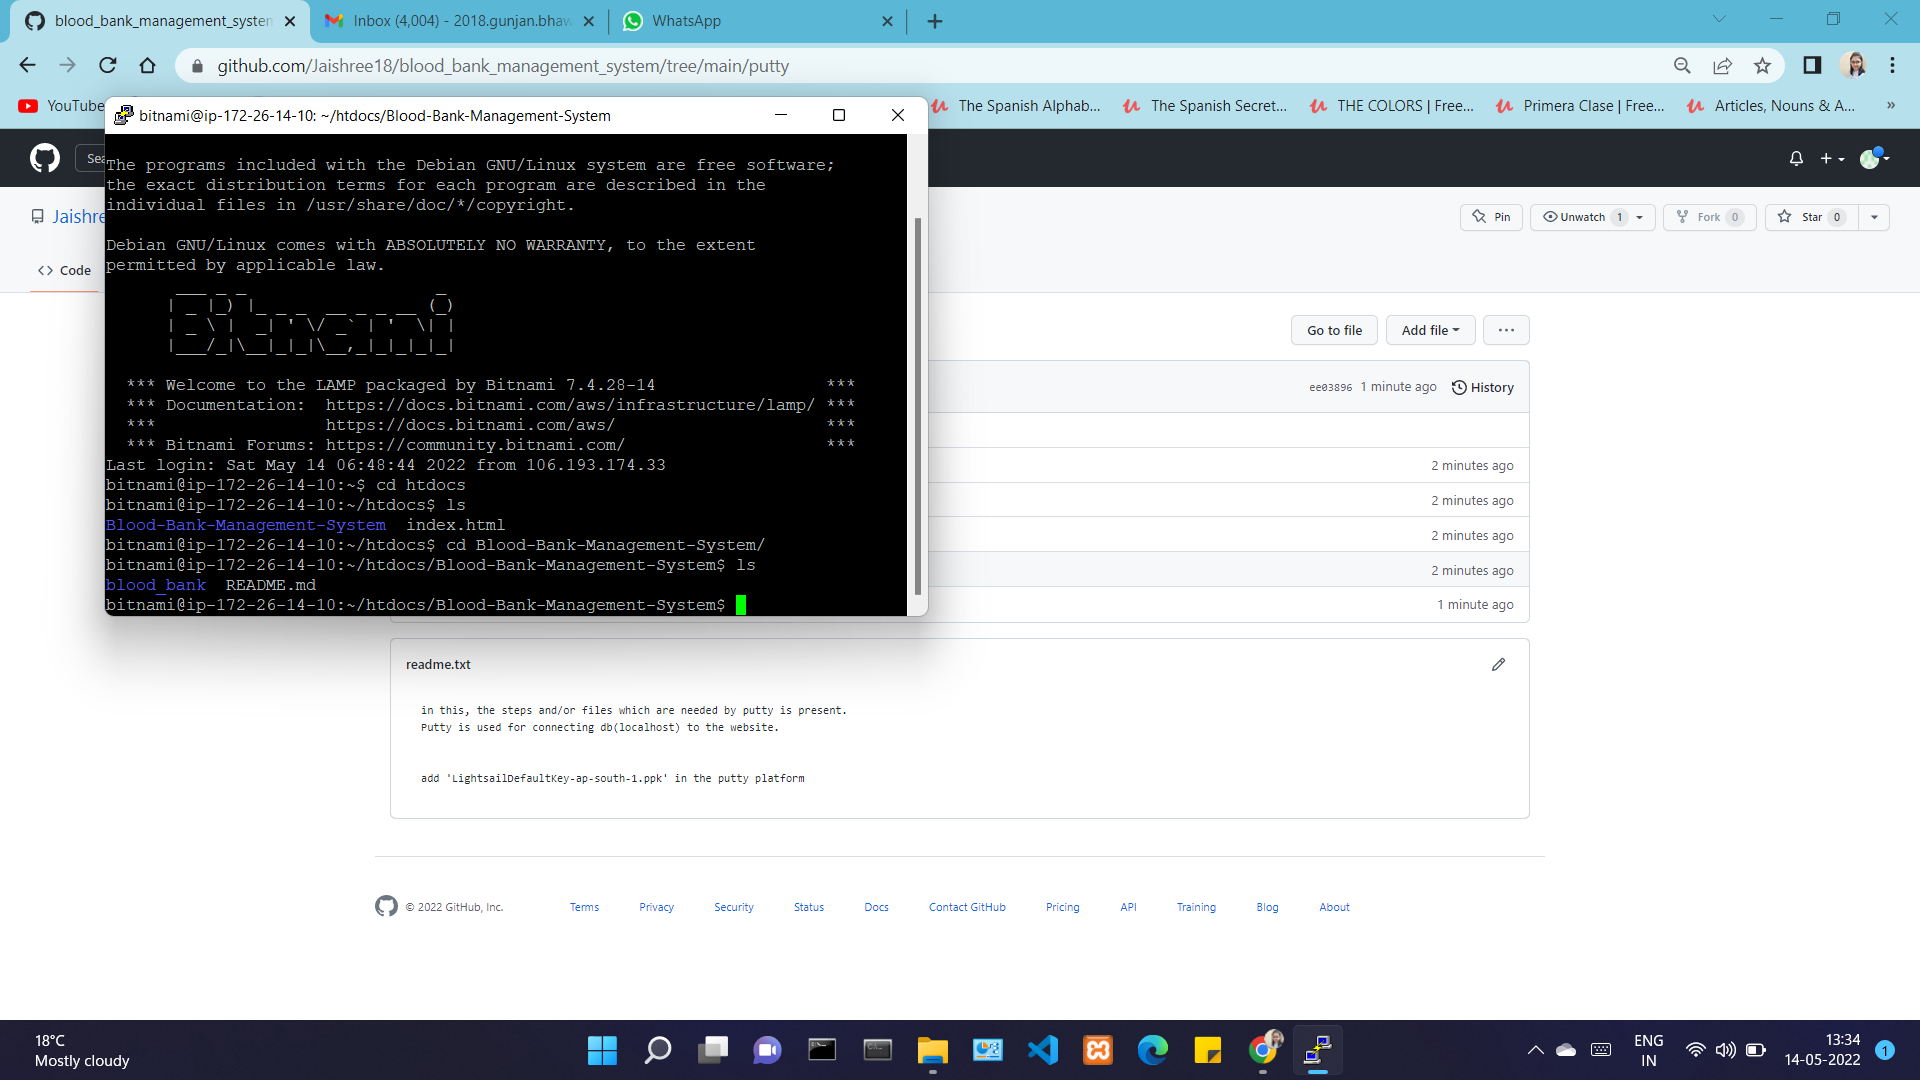 blood_bank_management_system
Inbox (4,004) - 2018.gunjan.bhaw
WhatsApp
github.com/Jaishree18/blood_bank_management_system/tree/main/putty
YouTube
The Spanish Alphab...
The Spanish Secret...
THE COLORS | Free...
Primera Clase | Free...
Articles, Nouns & A...
»
bitnami@ip-172-26-14-10: ~/htdocs/Blood-Bank-Management-System
Sea
Jaishre
Pin
Unwatch 1
Fork 0
Star 0
<> Code
The programs included with the Debian GNU/Linux system are free software;
the exact distribution terms for each program are described in the
individual files in /usr/share/doc/*/copyright.
Debian GNU/Linux comes with ABSOLUTELY NO WARRANTY, to the extent
permitted by applicable law.
Bitnami
*** Welcome to the LAMP packaged by Bitnami 7.4.28-14 ***
*** Documentation: https://docs.bitnami.com/aws/infrastructure/lamp/ ***
*** https://docs.bitnami.com/aws/ ***
*** Bitnami Forums: https://community.bitnami.com/ ***
Last login: Sat May 14 06:48:44 2022 from 106.193.174.33
bitnami@ip-172-26-14-10:~$ cd htdocs
bitnami@ip-172-26-14-10:~/htdocs$ ls
Blood-Bank-Management-System index.html
bitnami@ip-172-26-14-10:~/htdocs$ cd Blood-Bank-Management-System/
bitnami@ip-172-26-14-10:~/htdocs/Blood-Bank-Management-System$ ls
blood_bank README.md
bitnami@ip-172-26-14-10:~/htdocs/Blood-Bank-Management-System$
Go to file
Add file
...
ee03896 1 minute ago
History
2 minutes ago
2 minutes ago
2 minutes ago
2 minutes ago
1 minute ago
readme.txt
in this, the steps and/or files which are needed by putty is present.
Putty is used for connecting db(localhost) to the website.
add 'LightsailDefaultKey-ap-south-1.ppk' in the putty platform
© 2022 GitHub, Inc.
Terms
Privacy
Security
Status
Docs
Contact GitHub
Pricing
API
Training
Blog
About
18°C
Mostly cloudy
ENG
IN
13:34
14-05-2022
1